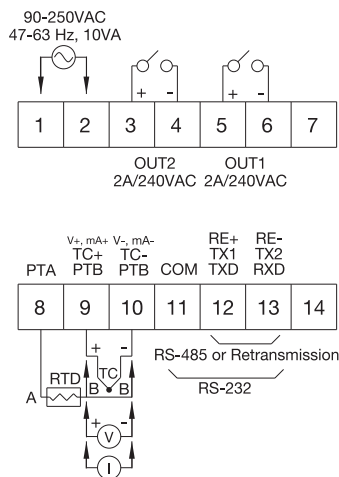 90-250VAC
47-63 Hz, 10VA
+ - + -
1 2 3 4 5 6 7
OUT2 OUT1
2A/240VAC 2A/240VAC
V+, mA+ V-, mA- RE+ RE-
TC+ TC- TX1 TX2
PTA PTB PTB COM TXD RXD
8 9 10 11 12 13 14
+ -
TC
RS-485 or Retransmission
RTD
A B B
RS-232
+ -
V
I